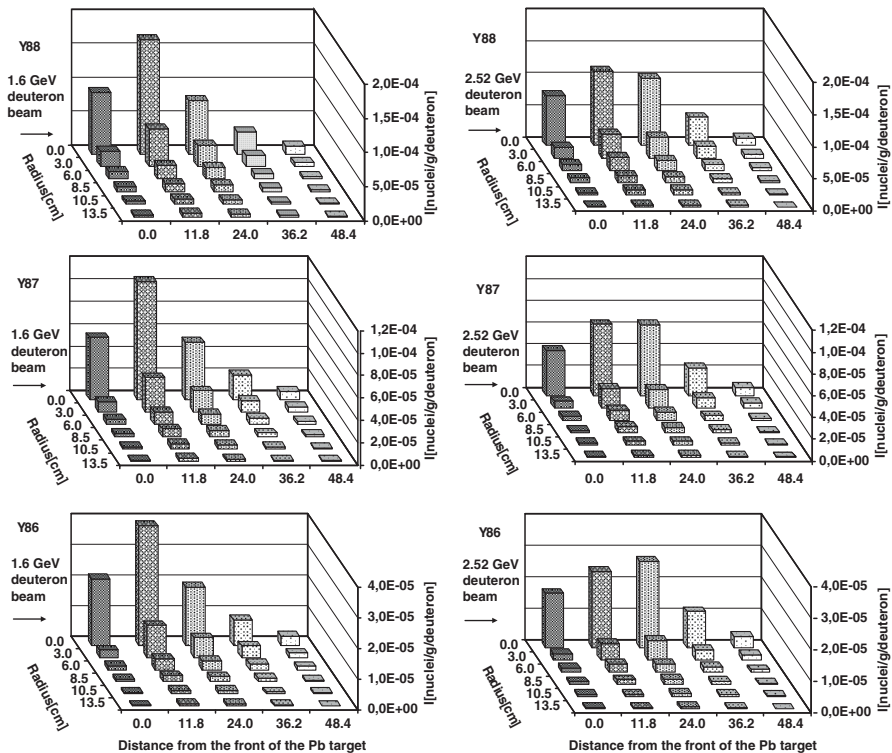 Y88
1.6 GeV
deuteron
beam
0.0
3.0
6.0
8.5
10.5
13.5
Radius[cm]
0.0 11.8 24.0 36.2 48.4
2,0E-04
1,5E-04
1,0E-04
5,0E-05
0,0E+00
I[nuclei/g/deuteron]
Y88
2.52 GeV
deuteron
beam
0.0
3.0
6.0
8.5
10.5
13.5
Radius[cm]
0.0 11.8 24.0 36.2 48.4
2,0E-04
1,5E-04
1,0E-04
5,0E-05
0,0E+00
I[nuclei/g/deuteron]
Y87
1.6 GeV
deuteron
beam
0.0
3.0
6.0
8.5
10.5
13.5
Radius[cm]
0.0 11.8 24.0 36.2 48.4
1,2E-04
1,0E-04
8,0E-05
6,0E-05
4,0E-05
2,0E-05
0,0E+00
I[nuclei/g/deuteron]
Y87
2.52 GeV
deuteron
beam
0.0
3.0
6.0
8.5
10.5
13.5
Radius[cm]
0.0 11.8 24.0 36.2 48.4
1,2E-04
1,0E-04
8,0E-05
6,0E-05
4,0E-05
2,0E-05
0,0E+00
I[nuclei/g/deuteron]
Y86
1.6 GeV
deuteron
beam
0.0
3.0
6.0
8.5
10.5
13.5
Radius[cm]
0.0 11.8 24.0 36.2 48.4
4,0E-05
3,0E-05
2,0E-05
1,0E-05
0,0E+00
I[nuclei/g/deuteron]
Distance from the front of the Pb target
Y86
2.52 GeV
deuteron
beam
0.0
3.0
6.0
8.5
10.5
13.5
Radius[cm]
0.0 11.8 24.0 36.2 48.4
4,0E-05
3,0E-05
2,0E-05
1,0E-05
0,0E+00
I[nuclei/g/deuteron]
Distance from the front of the Pb target